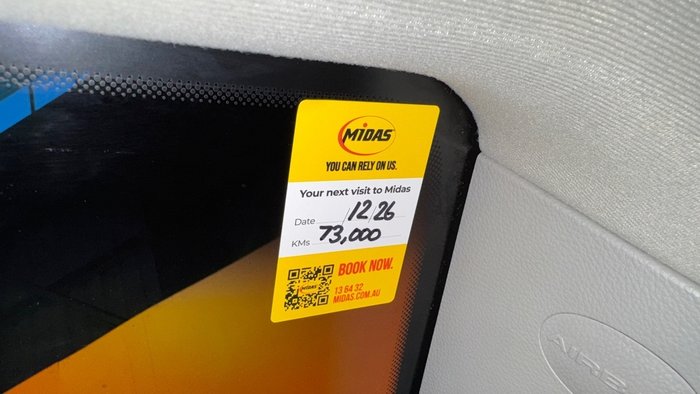 MIDAS
YOU CAN RELY ON US.
Your next visit to Midas
Date /12/26
KMs 73,000
MIDAS
BOOK NOW.
13 64 32
MIDAS.COM.AU